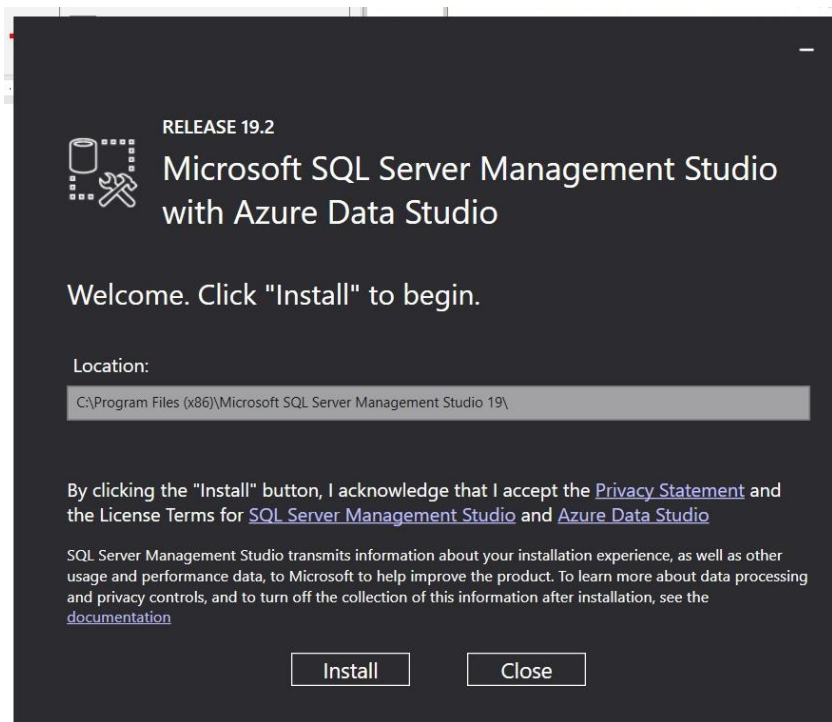 RELEASE 19.2
Microsoft SQL Server Management Studio
with Azure Data Studio
Welcome. Click "Install" to begin.
Location:
C:\Program Files (x86)\Microsoft SQL Server Management Studio 19\
By clicking the "Install" button, I acknowledge that I accept the Privacy Statement and
the License Terms for SQL Server Management Studio and Azure Data Studio
SQL Server Management Studio transmits information about your installation experience, as well as other
usage and performance data, to Microsoft to help improve the product. To learn more about data processing
and privacy controls, and to turn off the collection of this information after installation, see the
documentation
Install Close